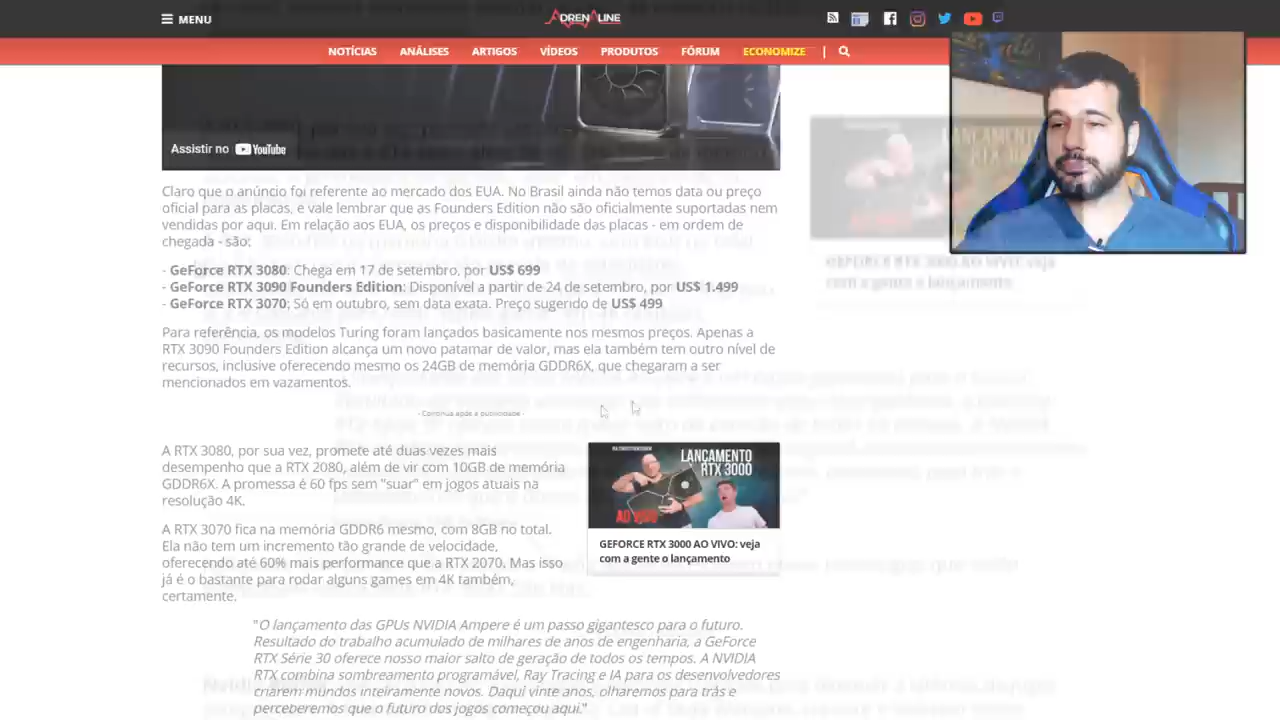 MENU
ADRENALINE
NOTÍCIAS ANÁLISES ARTIGOS VÍDEOS PRODUTOS FÓRUM ECONOMIZE
Assistir no YouTube
Claro que o anúncio foi referente ao mercado dos EUA. No Brasil ainda não temos data ou preço
oficial para as placas, e vale lembrar que as Founders Edition não são oficialmente suportadas nem
vendidas por aqui. Em relação aos EUA, os preços e disponibilidade das placas - em ordem de
chegada - são:
- GeForce RTX 3080: Chega em 17 de setembro, por US$ 699
- GeForce RTX 3090 Founders Edition: Disponível a partir de 24 de setembro, por US$ 1.499
- GeForce RTX 3070: Só em outubro, sem data exata. Preço sugerido de US$ 499
Para referência, os modelos Turing foram lançados basicamente nos mesmos preços. Apenas a
RTX 3090 Founders Edition alcança um novo patamar de valor, mas ela também tem outro nível de
recursos, inclusive oferecendo mesmo os 24GB de memória GDDR6X, que chegaram a ser
mencionados em vazamentos.
- Continua após a publicidade -
A RTX 3080, por sua vez, promete até duas vezes mais
desempenho que a RTX 2080, além de vir com 10GB de memória
GDDR6X. A promessa é 60 fps sem "suar" em jogos atuais na
resolução 4K.
A RTX 3070 fica na memória GDDR6 mesmo, com 8GB no total.
Ela não tem um incremento tão grande de velocidade,
oferecendo até 60% mais performance que a RTX 2070. Mas isso
já é o bastante para rodar alguns games em 4K também,
certamente.
LANÇAMENTO
RTX 3000
AO VIVO
GEFORCE RTX 3000 AO VIVO: veja
com a gente o lançamento
"O lançamento das GPUs NVIDIA Ampere é um passo gigantesco para o futuro.
Resultado do trabalho acumulado de milhares de anos de engenharia, a GeForce
RTX Série 30 oferece nosso maior salto de geração de todos os tempos. A NVIDIA
RTX combina sombreamento programável, Ray Tracing e IA para os desenvolvedores
criarem mundos inteiramente novos. Daqui vinte anos, olharemos para trás e
perceberemos que o futuro dos jogos começou aqui."
GEFORCE RTX 3000 AO VIVO: veja
com a gente o lançamento